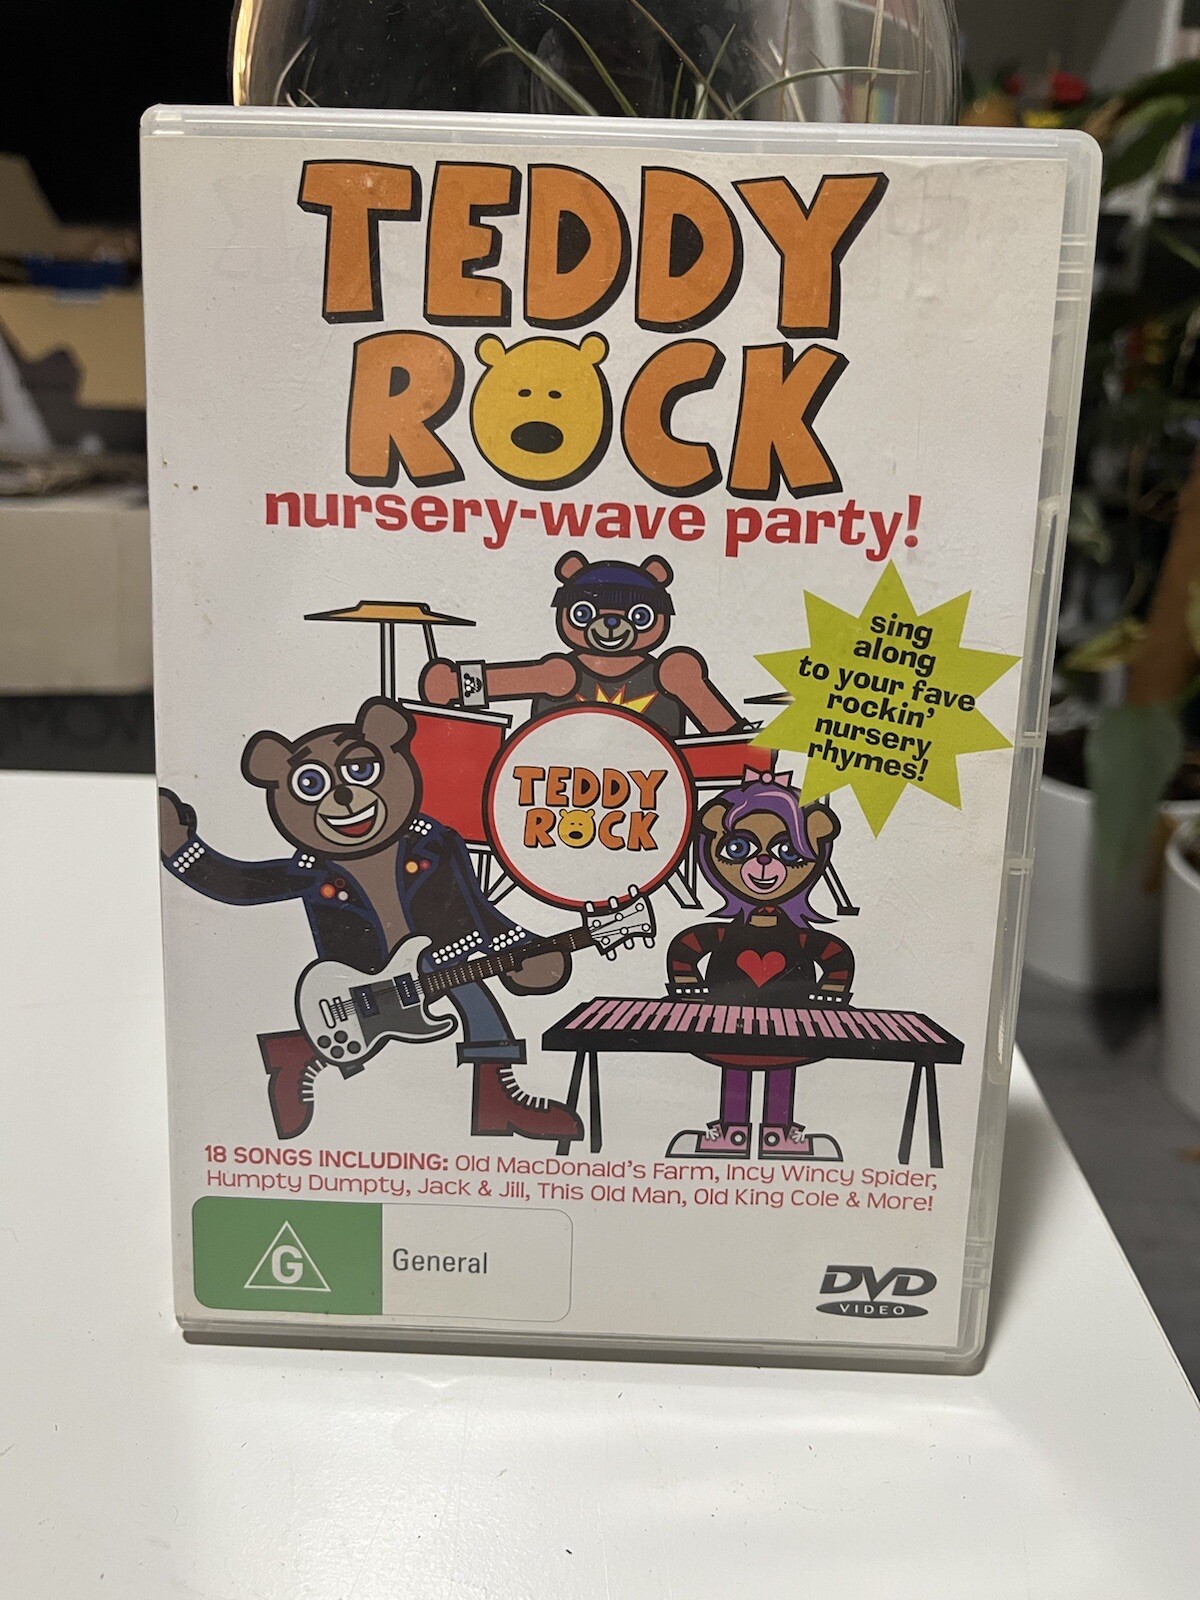 TEDDY
ROCK
nursery-wave party!
sing
along
to your fave
rockin'
nursery
rhymes!
TEDDY
ROCK
18 SONGS INCLUDING: Old MacDonald's Farm, Incy Wincy Spider,
Humpty Dumpty, Jack & Jill, This Old Man, Old King Cole & More!
G
General
DVD
VIDEO